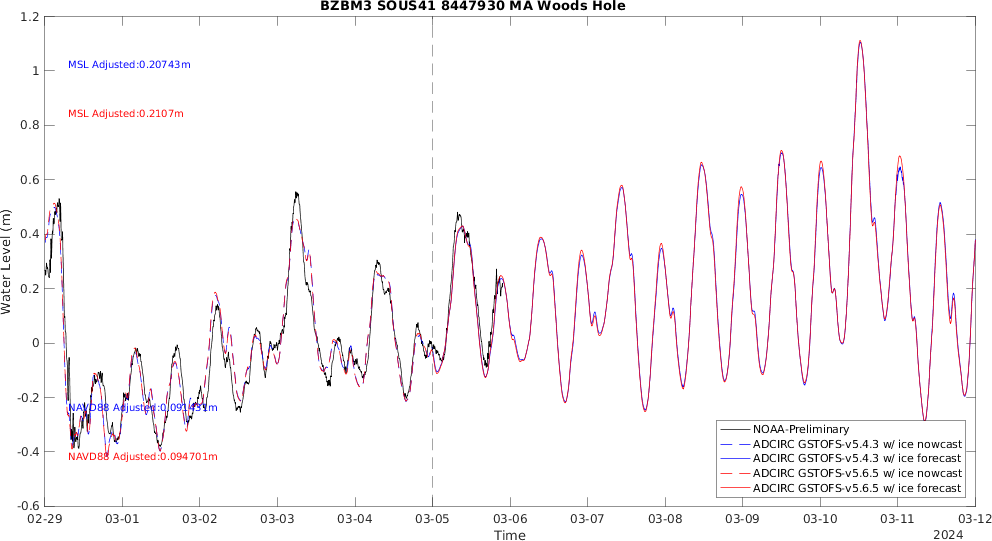 BZBM3 SOUS41 8447930 MA Woods Hole
1.2
1
0.8
0.6
0.4
0.2
0
-0.2
-0.4
-0.6
Water Level (m)
MSL Adjusted:0.20743m
MSL Adjusted:0.2107m
NAVD88 Adjusted:0.091431m
NAVD88 Adjusted:0.094701m
NOAA-Preliminary
ADCIRC GSTOFS-v5.4.3 w/ ice nowcast
ADCIRC GSTOFS-v5.4.3 w/ ice forecast
ADCIRC GSTOFS-v5.6.5 w/ ice nowcast
ADCIRC GSTOFS-v5.6.5 w/ ice forecast
02-29 03-01 03-02 03-03 03-04 03-05 03-06 03-07 03-08 03-09 03-10 03-11 03-12
Time
2024